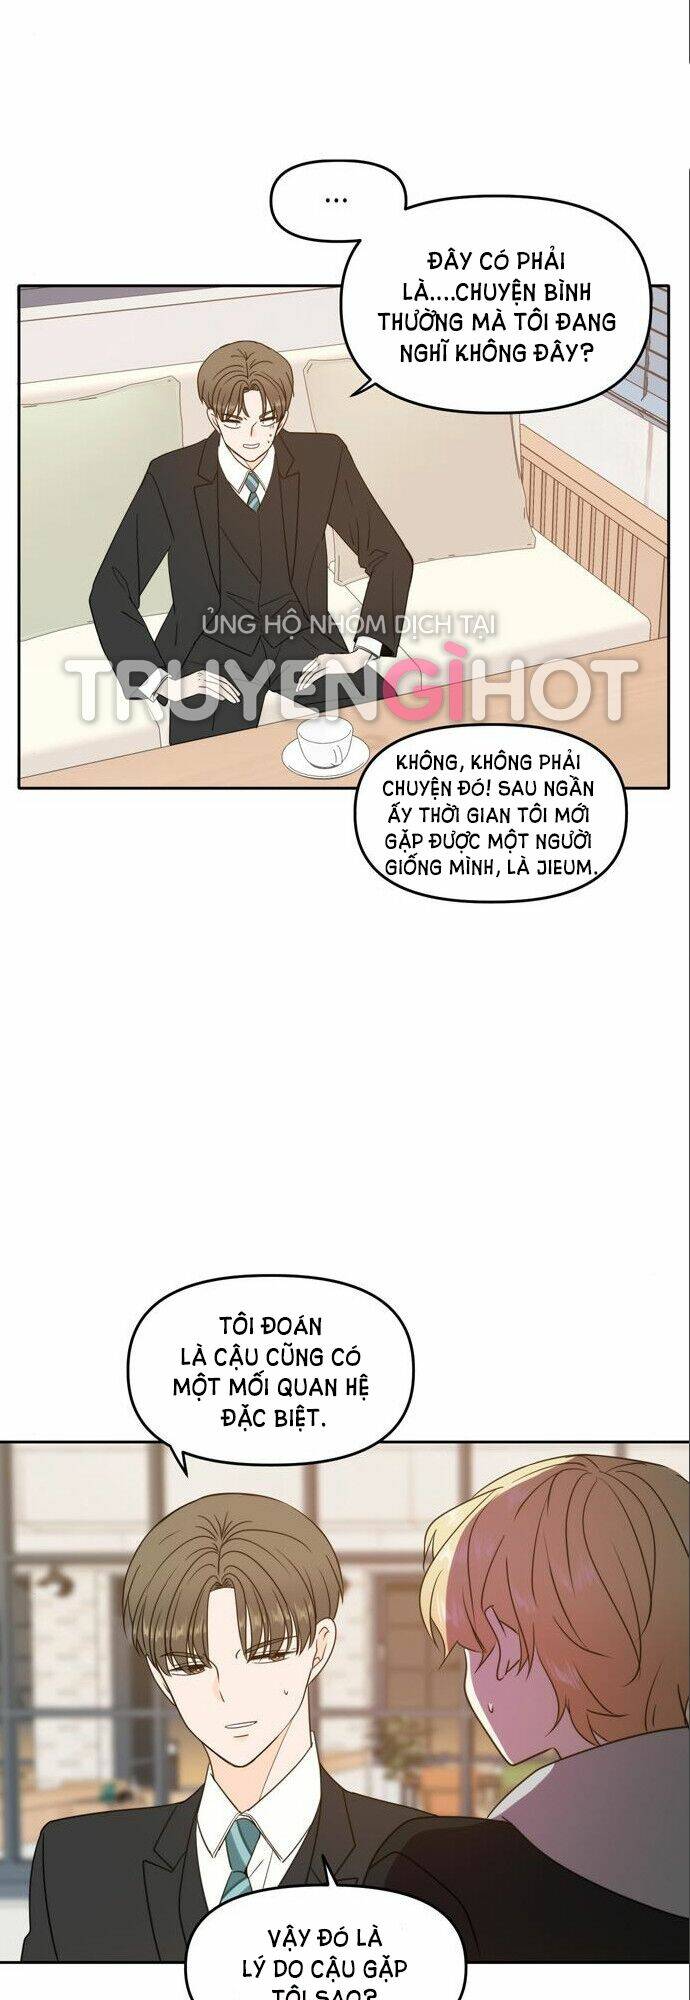 ...
ĐÂY CÓ PHẢI
LÀ....CHUYỆN BÌNH
THƯỜNG MÀ TÔI ĐANG
NGHĨ KHÔNG ĐÂY?
ỦNG HỘ NHÓM DỊCH TẠI
TRUYENGIHOT
KHÔNG, KHÔNG PHẢI
CHUYỆN ĐÓ! SAU NGẦN
ẤY THỜI GIAN TÔI MỚI
GẶP ĐƯỢC MỘT NGƯỜI
GIỐNG MÌNH, LÀ JIEUM.
TÔI ĐOÁN
LÀ CẬU CŨNG CÓ
MỘT MỐI QUAN HỆ
ĐẶC BIỆT.
VẬY ĐÓ LÀ
LÝ DO CẬU GẶP
TÔI SAO?